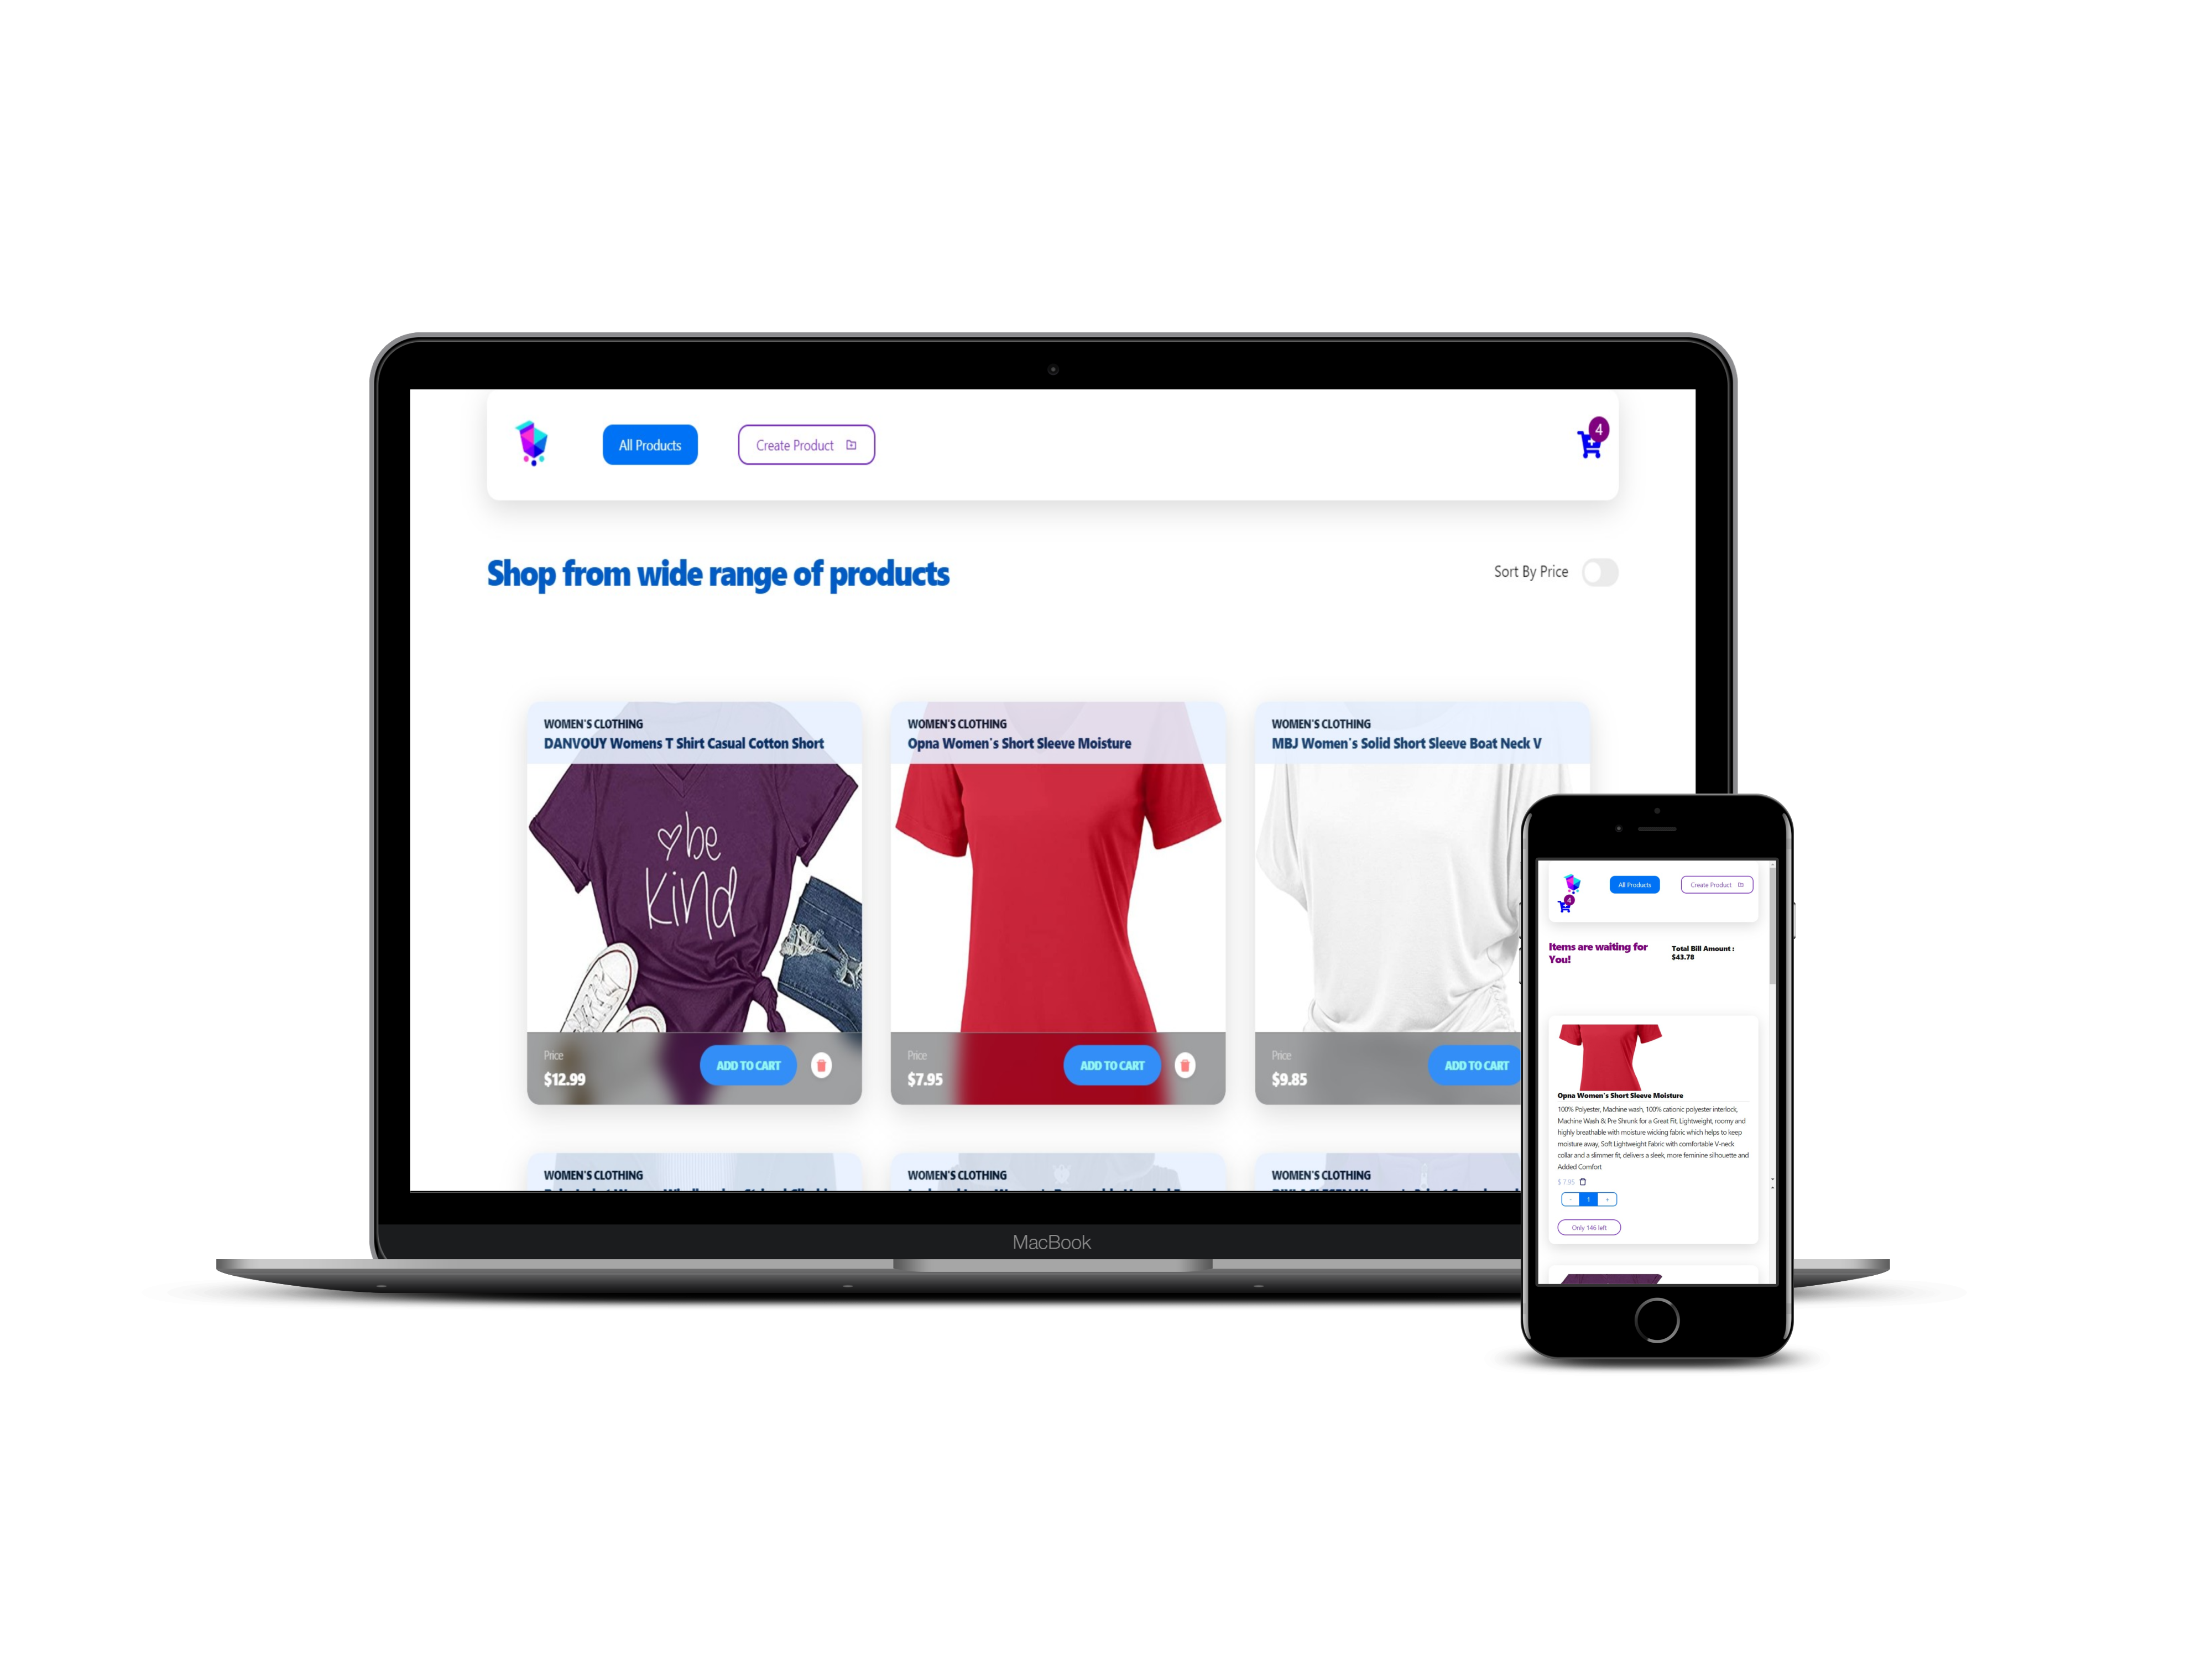 All Products
Create Product
4
Shop from wide range of products
Sort By Price
WOMEN'S CLOTHING
DANVOUY Womens T Shirt Casual Cotton Short
be
kind
Price
$12.99
ADD TO CART
WOMEN'S CLOTHING
Opna Women's Short Sleeve Moisture
Price
$7.95
ADD TO CART
WOMEN'S CLOTHING
MBJ Women's Solid Short Sleeve Boat Neck V
Price
$9.85
ADD TO CART
WOMEN'S CLOTHING
WOMEN'S CLOTHING
WOMEN'S CLOTHING
MacBook
All Products
Create Product
4
Items are waiting for
You!
Total Bill Amount :
$43.78
Opna Women's Short Sleeve Moisture
100% Polyester, Machine wash, 100% cationic polyester interlock,
Machine Wash & Pre Shrunk for a Great Fit, Lightweight, roomy and
highly breathable with moisture wicking fabric which helps to keep
moisture away, Soft Lightweight Fabric with comfortable V-neck
collar and a slimmer fit, delivers a sleek, more feminine silhouette and
Added Comfort
$ 7.95
- 1 +
Only 146 left